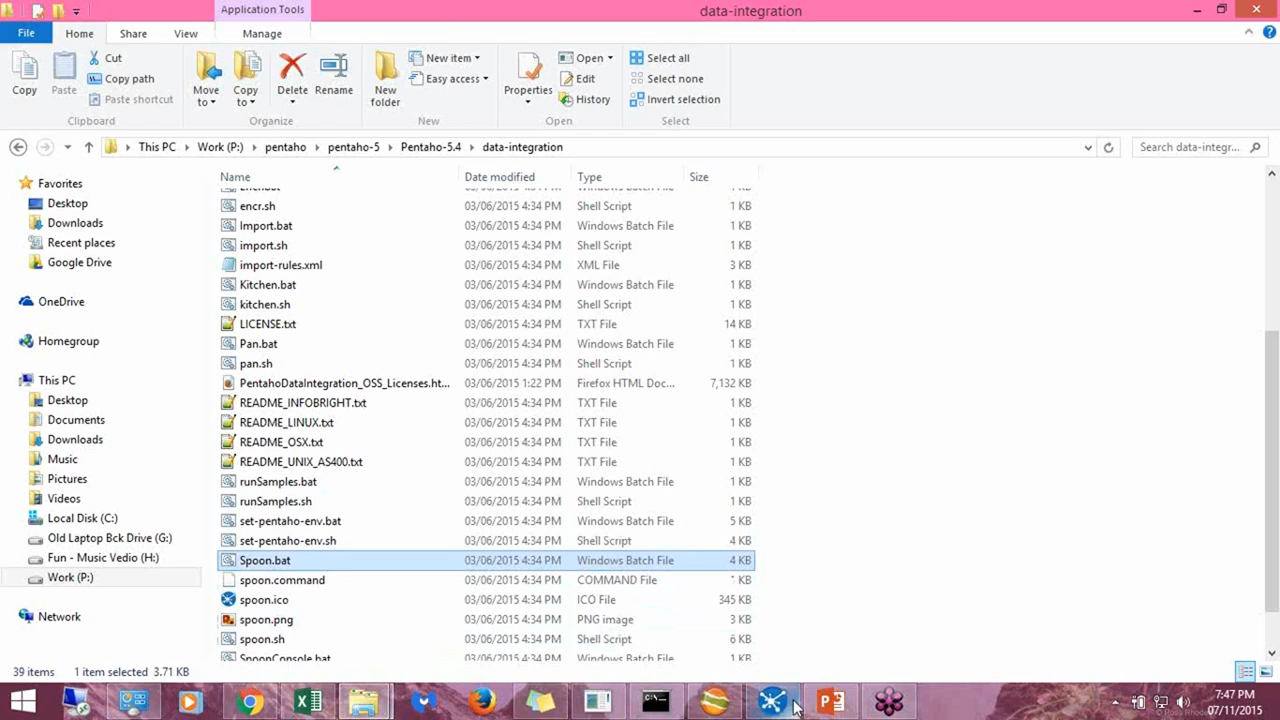 Application Tools
data-integration
File
Home
Share
View
Manage
Copy
Paste
Cut
Copy path
Paste shortcut
Clipboard
Move to
Copy to
Delete
Rename
Organize
New folder
New item
Easy access
New
Properties
Open
Edit
History
Open
Select all
Select none
Invert selection
Select
This PC
Work (P:)
pentaho
pentaho-5
Pentaho-5.4
data-integration
Search data-integr...
Name
Date modified
Type
Size
encr.sh 03/06/2015 4:34 PM Shell Script 1 KB
Import.bat 03/06/2015 4:34 PM Windows Batch File 1 KB
import.sh 03/06/2015 4:34 PM Shell Script 1 KB
import-rules.xml 03/06/2015 4:34 PM XML File 3 KB
Kitchen.bat 03/06/2015 4:34 PM Windows Batch File 1 KB
kitchen.sh 03/06/2015 4:34 PM Shell Script 1 KB
LICENSE.txt 03/06/2015 4:34 PM TXT File 14 KB
Pan.bat 03/06/2015 4:34 PM Windows Batch File 1 KB
pan.sh 03/06/2015 4:34 PM Shell Script 1 KB
PentahoDataIntegration_OSS_Licenses.ht... 03/06/2015 1:22 PM Firefox HTML Doc... 7,132 KB
README_INFOBRIGHT.txt 03/06/2015 4:34 PM TXT File 1 KB
README_LINUX.txt 03/06/2015 4:34 PM TXT File 1 KB
README_OSX.txt 03/06/2015 4:34 PM TXT File 1 KB
README_UNIX_AS400.txt 03/06/2015 4:34 PM TXT File 1 KB
runSamples.bat 03/06/2015 4:34 PM Windows Batch File 1 KB
runSamples.sh 03/06/2015 4:34 PM Shell Script 1 KB
set-pentaho-env.bat 03/06/2015 4:34 PM Windows Batch File 5 KB
set-pentaho-env.sh 03/06/2015 4:34 PM Shell Script 4 KB
Spoon.bat 03/06/2015 4:34 PM Windows Batch File 4 KB
spoon.command 03/06/2015 4:34 PM COMMAND File KB
spoon.ico 03/06/2015 4:34 PM ICO File 345 KB
spoon.png 03/06/2015 4:34 PM PNG image 3 KB
spoon.sh 03/06/2015 4:34 PM Shell Script 6 KB
SpoonConsole.bat 03/06/2015 4:34 PM Windows Batch File 1 KB
Favorites
Desktop
Downloads
Recent places
Google Drive
OneDrive
Homegroup
This PC
Desktop
Documents
Downloads
Music
Pictures
Videos
Local Disk (C:)
Old Laptop Bck Drive (G:)
Fun - Music Vedio (H:)
Work (P:)
Network
39 items 1 item selected 3.71 KB
7:47 PM
07/11/2015